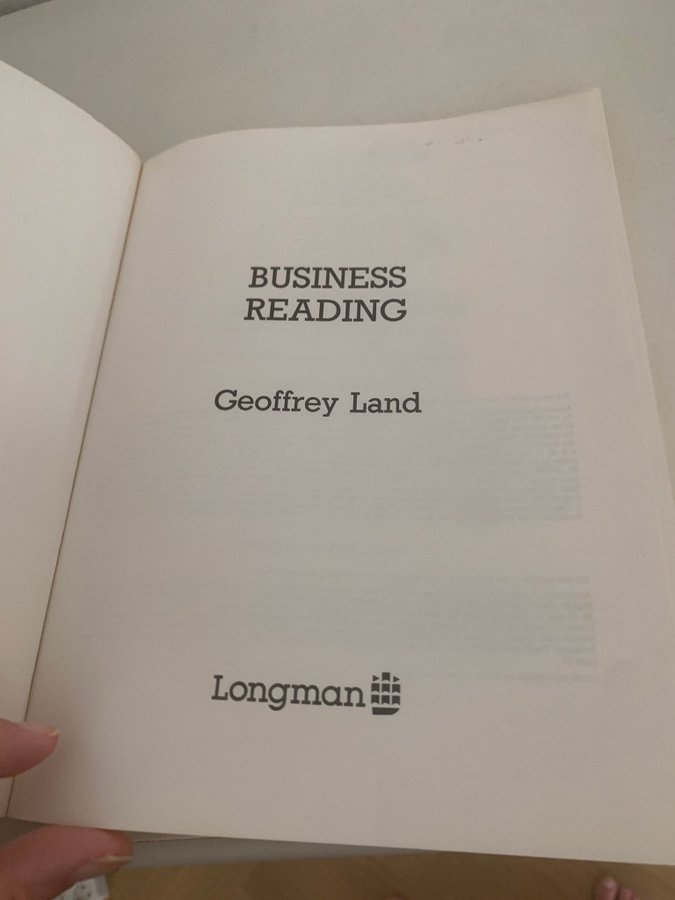 BUSINESS
READING
Geoffrey Land
Longman